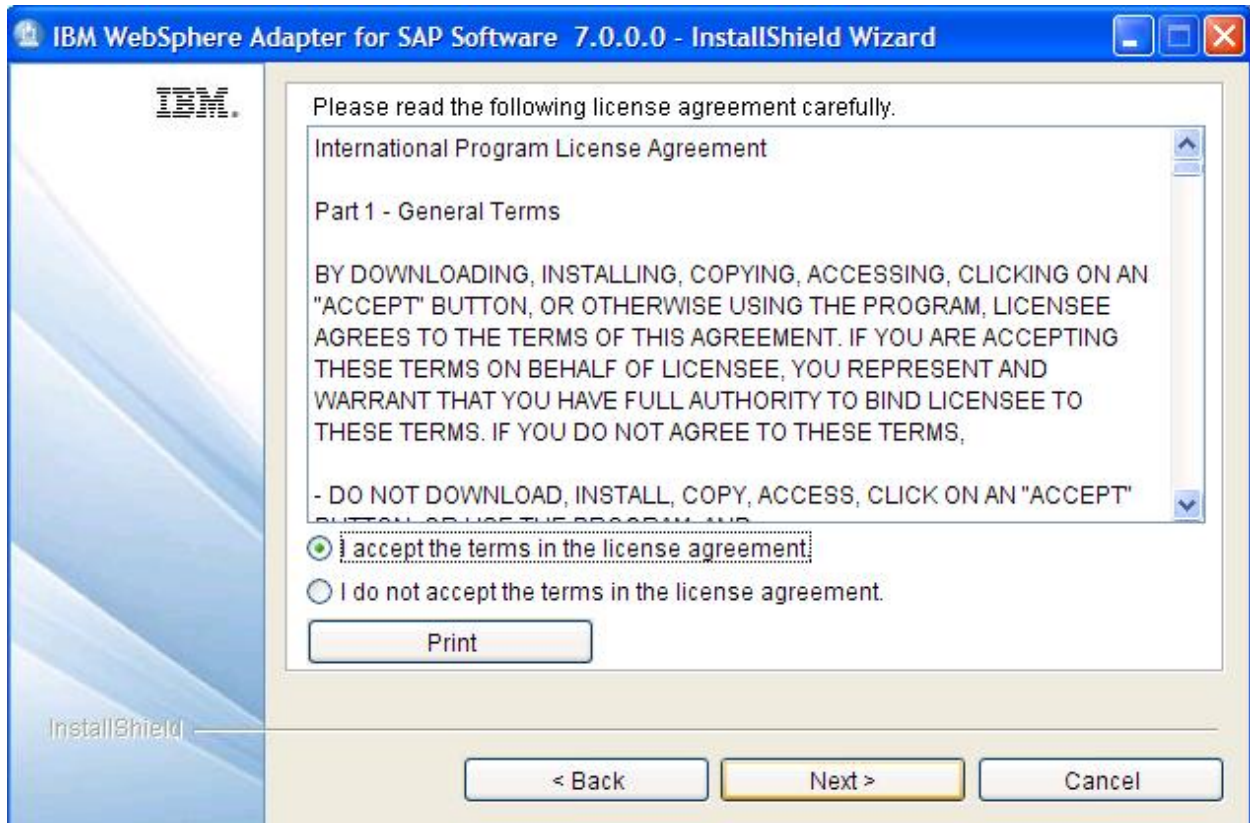 IBM WebSphere Adapter for SAP Software 7.0.0.0 - InstallShield Wizard
IBM.
Please read the following license agreement carefully.
International Program License Agreement
Part 1 - General Terms
BY DOWNLOADING, INSTALLING, COPYING, ACCESSING, CLICKING ON AN
"ACCEPT" BUTTON, OR OTHERWISE USING THE PROGRAM, LICENSEE
AGREES TO THE TERMS OF THIS AGREEMENT. IF YOU ARE ACCEPTING
THESE TERMS ON BEHALF OF LICENSEE, YOU REPRESENT AND
WARRANT THAT YOU HAVE FULL AUTHORITY TO BIND LICENSEE TO
THESE TERMS. IF YOU DO NOT AGREE TO THESE TERMS,
- DO NOT DOWNLOAD, INSTALL, COPY, ACCESS, CLICK ON AN "ACCEPT"
BUTTON, OR USE THE PROGRAM; AND
I accept the terms in the license agreement.
I do not accept the terms in the license agreement.
Print
InstallShield
< Back
Next >
Cancel